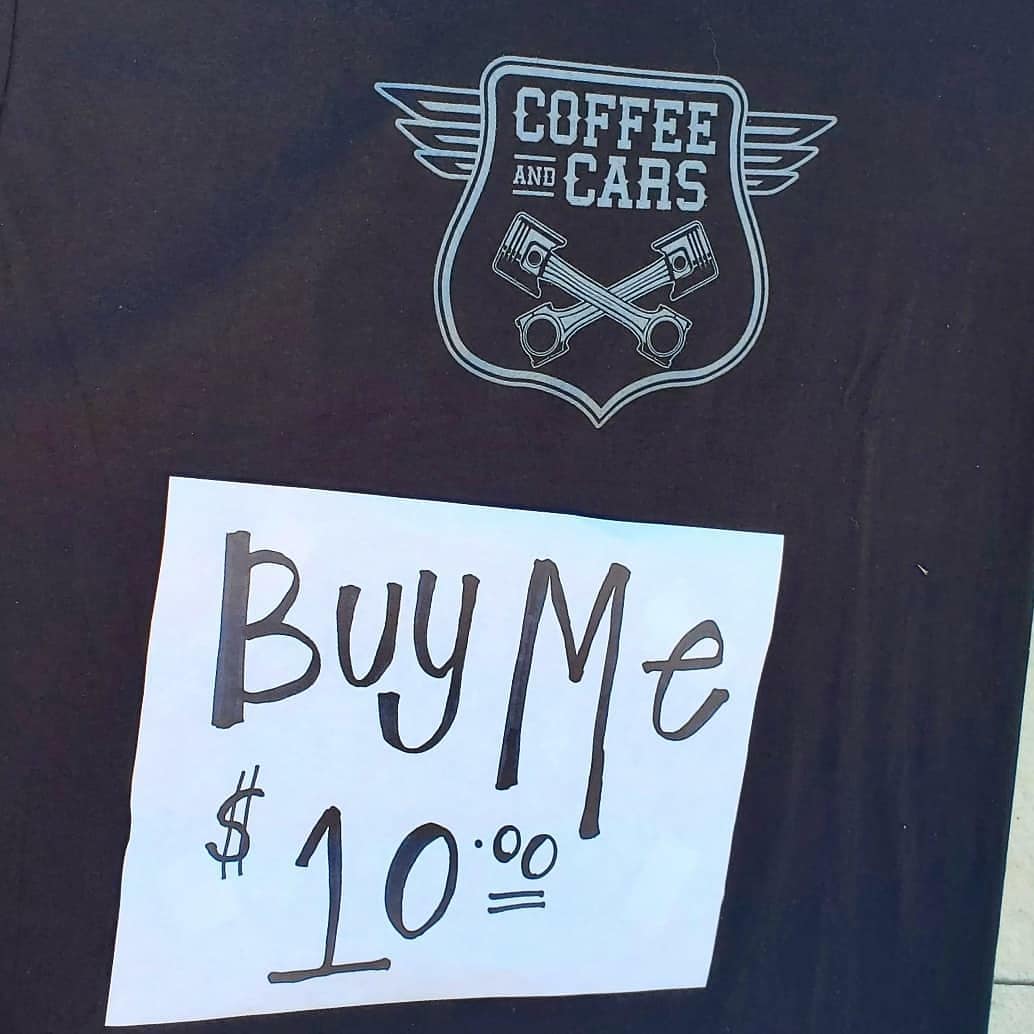 COFFEE
AND CARS
Buy Me
$10.00